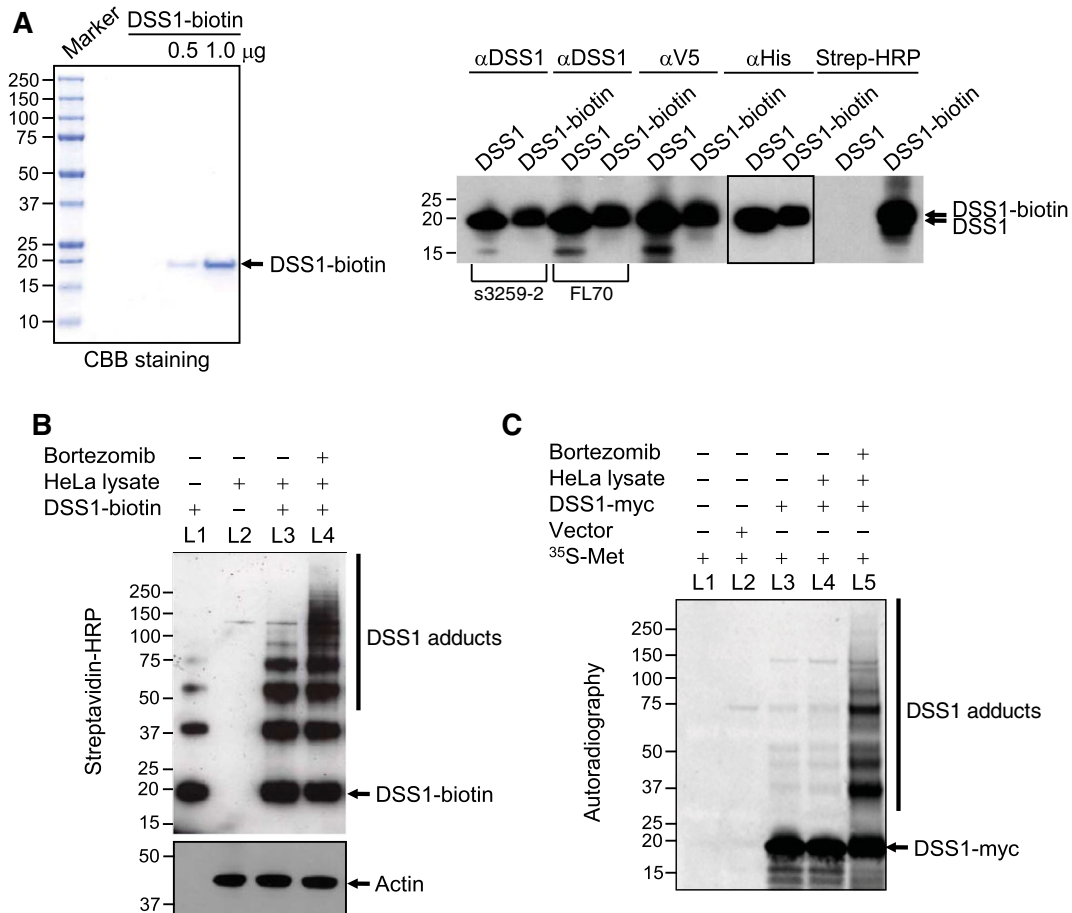 A
Marker
DSS1-biotin
0.5 1.0 µg
250
150
100
75
50
37
25
20
15
10
DSS1-biotin
CBB staining
αDSS1 αDSS1 αV5 αHis Strep-HRP
DSS1 DSS1-biotin DSS1 DSS1-biotin DSS1 DSS1-biotin DSS1 DSS1-biotin DSS1 DSS1-biotin
25
20
15
DSS1-biotin
DSS1
s3259-2 FL70
B
Bortezomib – – – +
HeLa lysate – + + +
DSS1-biotin + – + +
L1 L2 L3 L4
Streptavidin-HRP
250
150
100
75
50
37
25
20
15
DSS1 adducts
DSS1-biotin
50
37
Actin
C
Bortezomib – – – – +
HeLa lysate – – – + +
DSS1-myc – – + + +
Vector – + – – –
³⁵S-Met + + + + +
L1 L2 L3 L4 L5
Autoradiography
250
150
100
75
50
37
25
20
15
DSS1 adducts
DSS1-myc